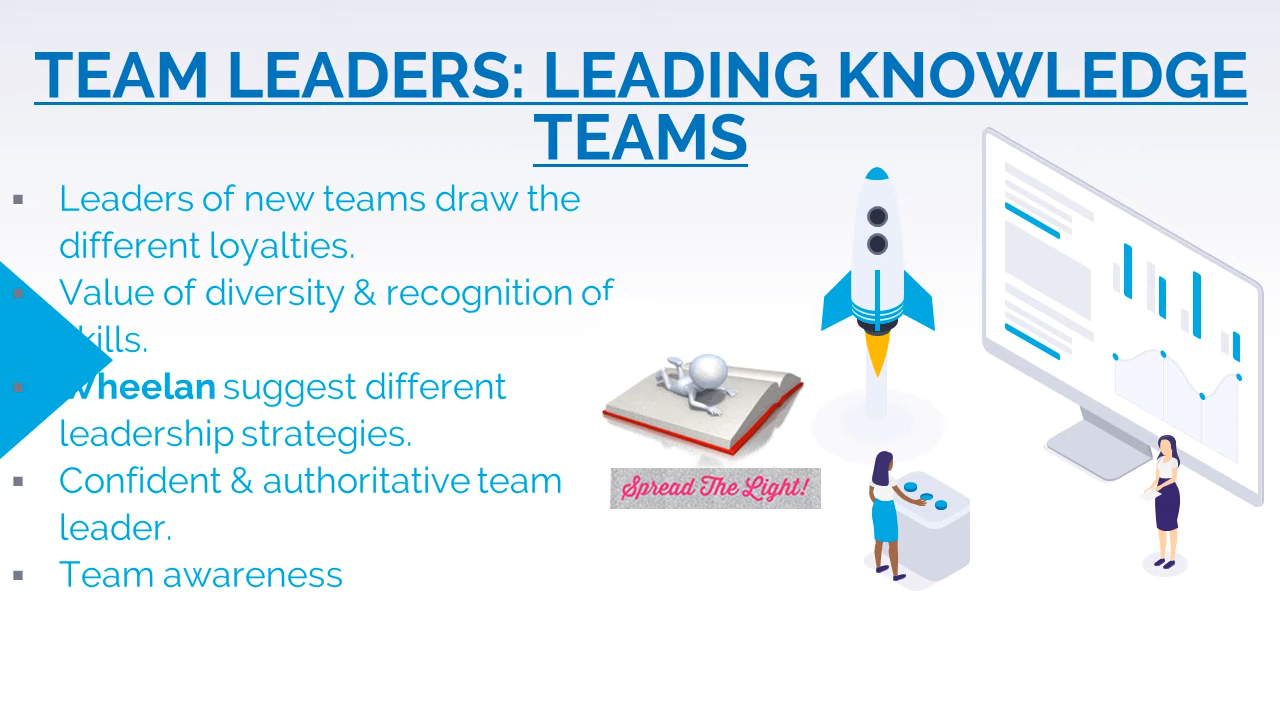 TEAM LEADERS: LEADING KNOWLEDGE
TEAMS
▪ Leaders of new teams draw the
different loyalties.
▪ Value of diversity & recognition of
skills.
▪ Wheelan suggest different
leadership strategies.
▪ Confident & authoritative team
leader.
▪ Team awareness
Spread The Light!